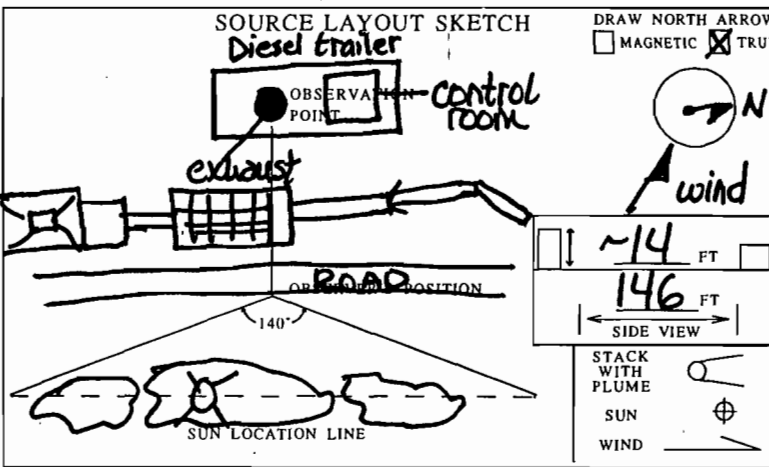 SOURCE LAYOUT SKETCH
DRAW NORTH ARROW
MAGNETIC
TRU
Diesel trailer
OBSERVATION
POINT
control
room
N
exhaust
wind
~14 FT
ROAD
OBSERVER'S POSITION
146 FT
140°
SIDE VIEW
STACK
WITH
PLUME
SUN
WIND
SUN LOCATION LINE